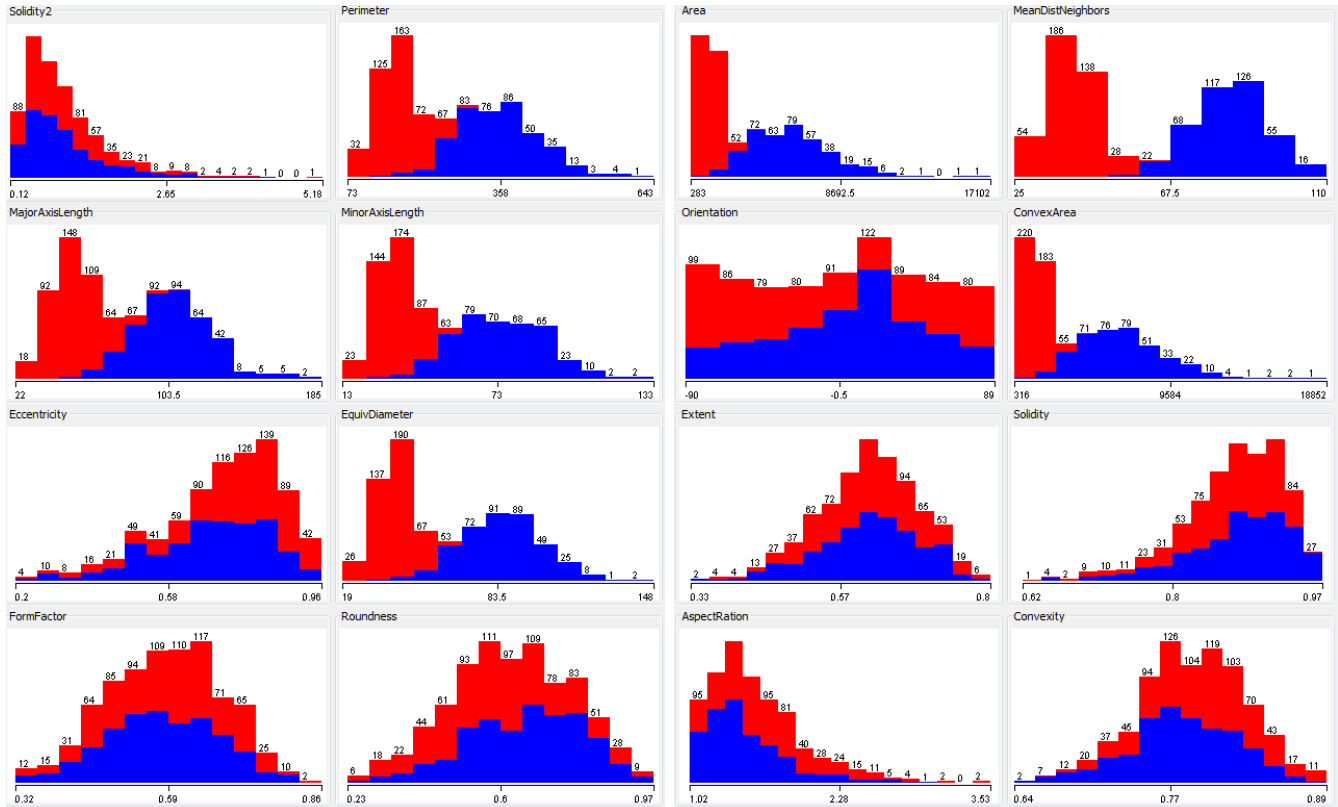 Solidity2
88 81 57 35 23 21 8 9 8 2 4 2 2 1 0 0 1
0.12 2.65 5.18
Perimeter
32 125 163 72 67 83 76 86 50 35 13 3 4 1
73 358 643
Area
52 72 63 79 57 38 19 15 6 2 1 0 1 1
283 8692.5 17102
MeanDistNeighbors
54 186 138 28 22 68 117 126 55 16
25 67.5 110
MajorAxisLength
18 92 148 109 64 67 92 94 64 42 8 5 5 2
22 103.5 185
MinorAxisLength
23 144 174 87 63 79 70 68 65 23 10 2 2
13 73 133
Orientation
99 86 79 80 91 122 89 84 80
-90 -0.5 89
ConvexArea
220 183 55 71 76 79 51 33 22 10 4 1 2 2 1
316 9584 18852
Eccentricity
4 10 8 16 21 49 41 59 90 116 126 139 89 42
0.2 0.58 0.96
EquivDiameter
26 137 190 67 53 72 91 89 49 25 8 1 2
19 83.5 148
Extent
2 4 4 13 27 37 62 72 94 65 53 19 6
0.33 0.57 0.8
Solidity
1 4 2 9 10 11 23 31 53 75 84 27
0.62 0.8 0.97
FormFactor
12 15 31 64 85 94 109 110 117 71 65 25 10 2
0.32 0.59 0.86
Roundness
6 18 22 44 61 93 111 97 109 78 83 51 28 9
0.23 0.6 0.97
AspectRation
95 95 81 40 28 24 15 11 5 4 1 2 0 2
1.02 2.28 3.53
Convexity
2 7 12 20 37 45 94 126 104 119 103 70 43 17 11
0.64 0.77 0.89